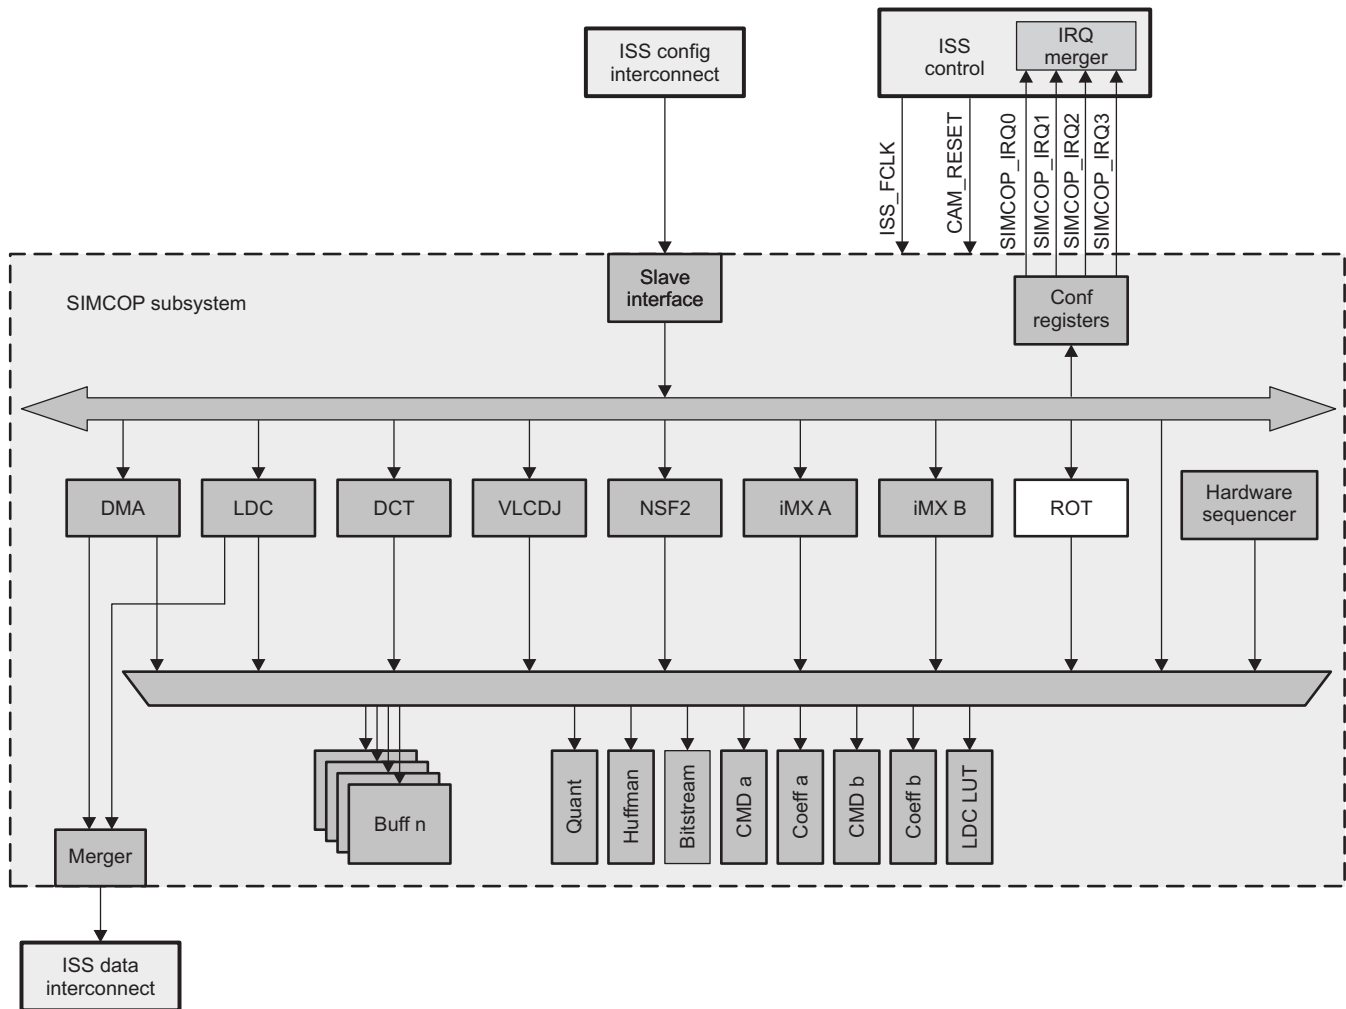 ISS config
interconnect
ISS
control
IRQ
merger
ISS_FCLK
CAM_RESET
SIMCOP_IRQ0
SIMCOP_IRQ1
SIMCOP_IRQ2
SIMCOP_IRQ3
SIMCOP subsystem
Slave
interface
Conf
registers
DMA
LDC
DCT
VLCDJ
NSF2
iMX A
iMX B
ROT
Hardware
sequencer
Buff n
Quant
Huffman
Bitstream
CMD a
Coeff a
CMD b
Coeff b
LDC LUT
Merger
ISS data
interconnect